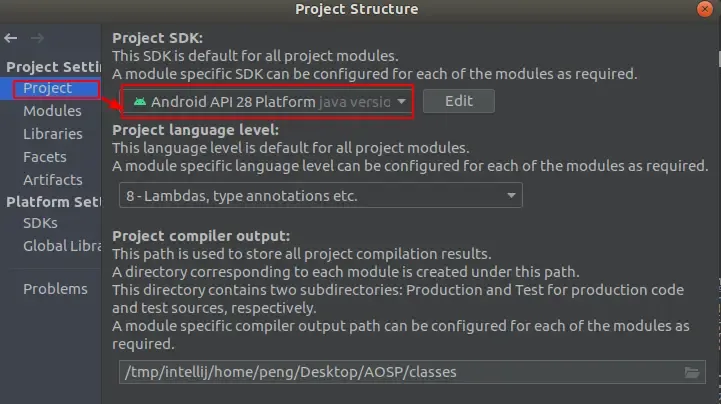 Project Structure
Project Settin
Project
Modules
Libraries
Facets
Artifacts
Platform Sett
SDKs
Global Libra
Problems
Project SDK:
This SDK is default for all project modules.
A module specific SDK can be configured for each of the modules as required.
Android API 28 Platform java versio
Edit
Project language level:
This language level is default for all project modules.
A module specific language level can be configured for each of the modules as required.
8 - Lambdas, type annotations etc.
Project compiler output:
This path is used to store all project compilation results.
A directory corresponding to each module is created under this path.
This directory contains two subdirectories: Production and Test for production code
and test sources, respectively.
A module specific compiler output path can be configured for each of the modules as
required.
/tmp/intellij/home/peng/Desktop/AOSP/classes